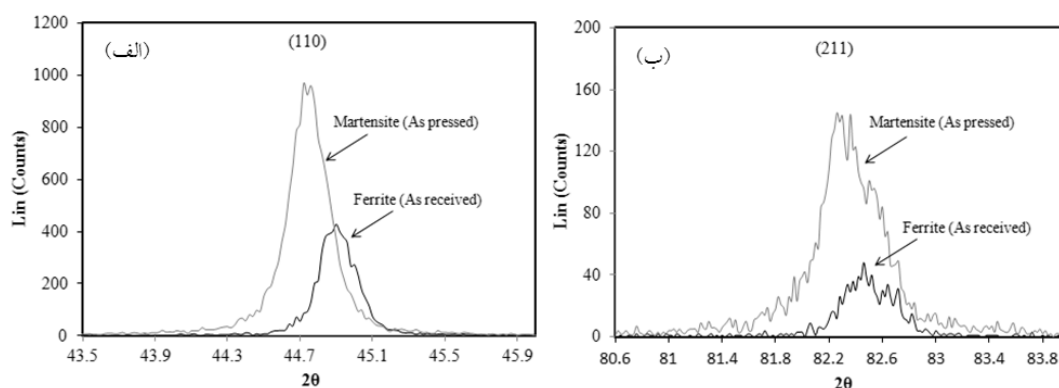 (الف)
(110)
1200
1000
800
600
400
200
0
Lin (Counts)
Martensite (As pressed)
Ferrite (As received)
43.5 43.9 44.3 44.7 45.1 45.5 45.9
2θ
(ب)
(211)
200
160
120
80
40
0
Lin (Counts)
Martensite (As pressed)
Ferrite (As received)
80.6 81 81.4 81.8 82.2 82.6 83 83.4 83.8
2θ